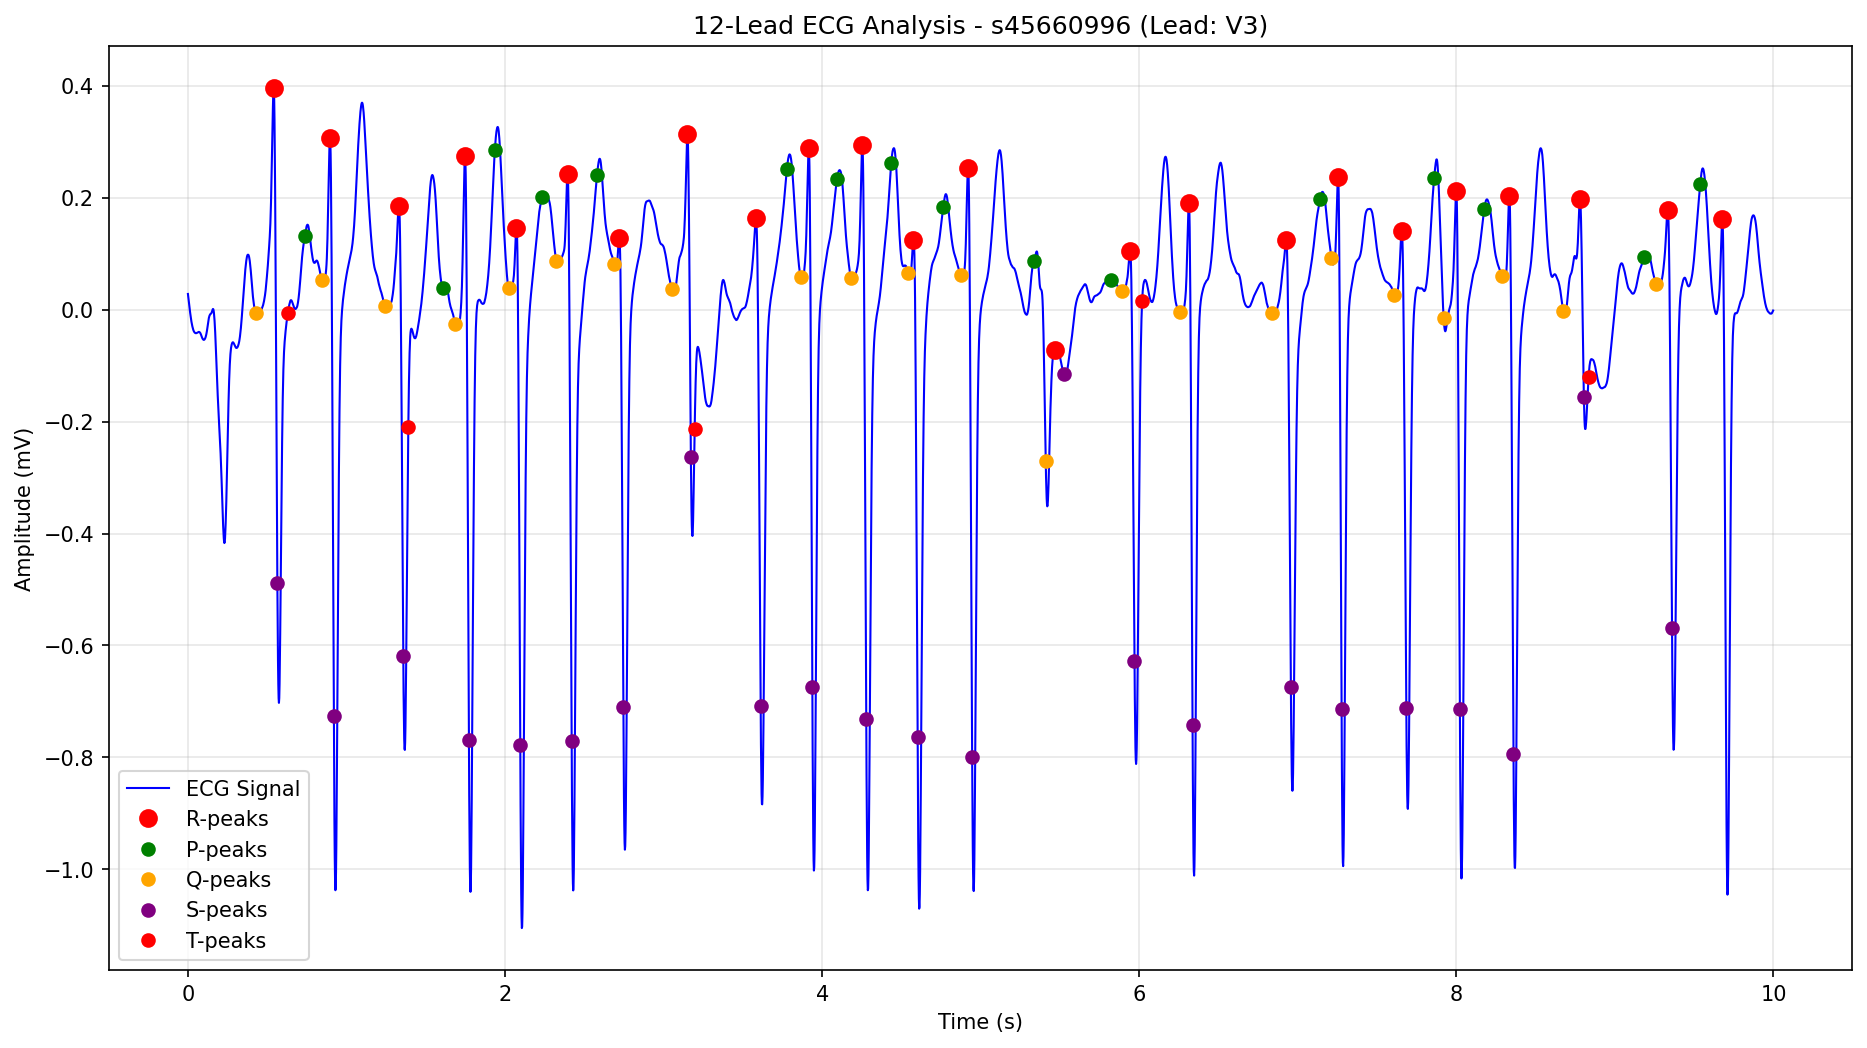 12-Lead ECG Analysis - s45660996 (Lead: V3)
Amplitude (mV)
0.4
0.2
0.0
−0.2
−0.4
−0.6
−0.8
−1.0
ECG Signal
R-peaks
P-peaks
Q-peaks
S-peaks
T-peaks
0 2 4 6 8 10
Time (s)